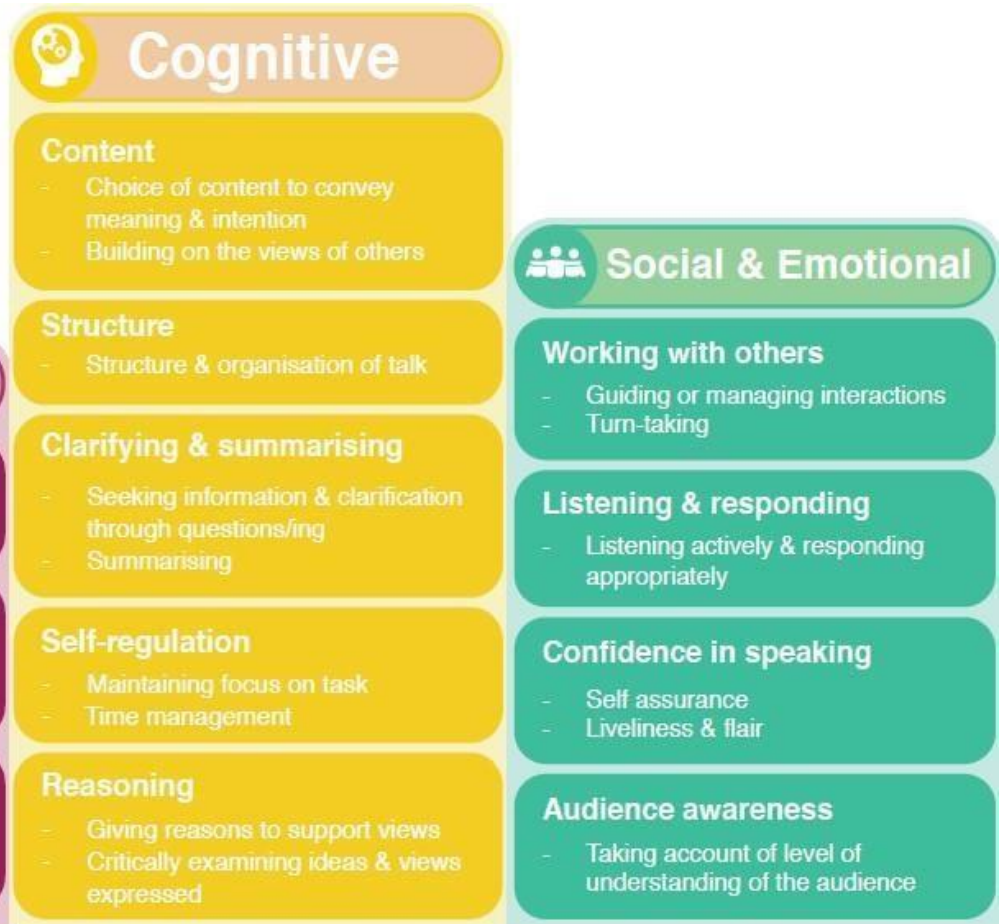 Cognitive
Content
- Choice of content to convey
meaning & intention
- Building on the views of others
Structure
- Structure & organisation of talk
Clarifying & summarising
- Seeking information & clarification
through questions/ing
- Summarising
Self-regulation
- Maintaining focus on task
- Time management
Reasoning
- Giving reasons to support views
- Critically examining ideas & views
expressed
Social & Emotional
Working with others
- Guiding or managing interactions
- Turn-taking
Listening & responding
- Listening actively & responding
appropriately
Confidence in speaking
- Self assurance
- Liveliness & flair
Audience awareness
- Taking account of level of
understanding of the audience